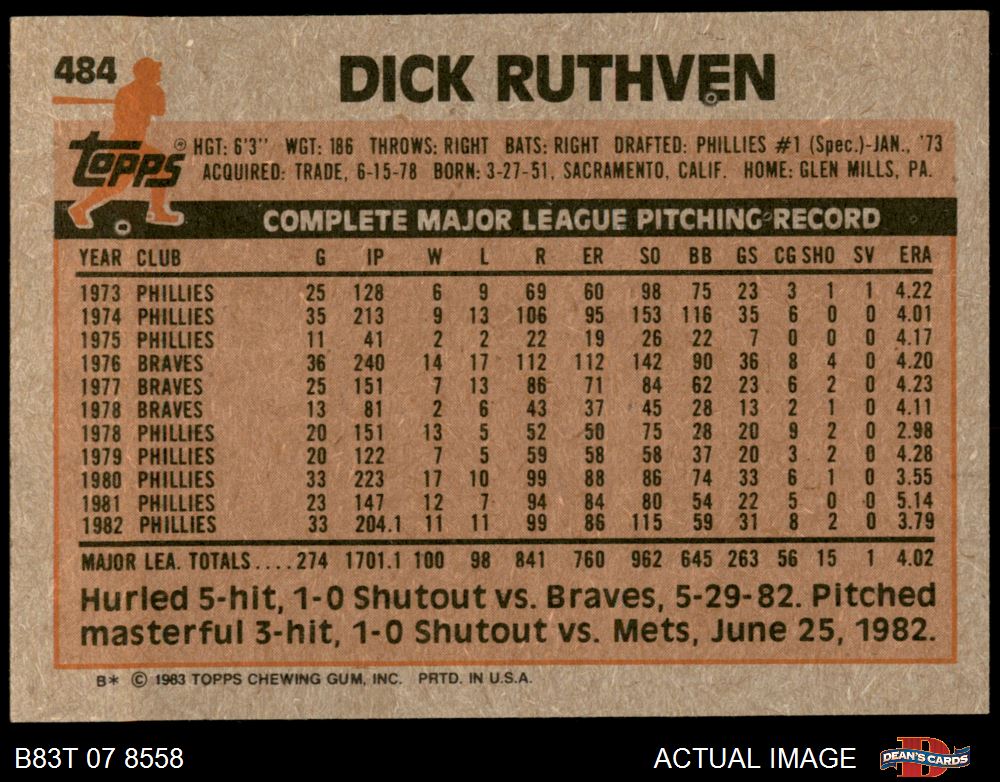 484 DICK RUTHVEN
Topps® HGT: 6'3" WGT: 186 THROWS: RIGHT BATS: RIGHT DRAFTED: PHILLIES #1 (Spec.)-JAN., '73
ACQUIRED: TRADE, 6-15-78 BORN: 3-27-51, SACRAMENTO, CALIF. HOME: GLEN MILLS, PA.
COMPLETE MAJOR LEAGUE PITCHING RECORD
YEAR CLUB G IP W L R ER SO BB GS CG SHO SV ERA
1973 PHILLIES 25 128 6 9 69 60 98 75 23 3 1 1 4.22
1974 PHILLIES 35 213 9 13 106 95 153 116 35 6 0 0 4.01
1975 PHILLIES 11 41 2 2 22 19 26 22 7 0 0 0 4.17
1976 BRAVES 36 240 14 17 112 112 142 90 36 8 4 0 4.20
1977 BRAVES 25 151 7 13 86 71 84 62 23 6 2 0 4.23
1978 BRAVES 13 81 2 6 43 37 45 28 13 2 1 0 4.11
1978 PHILLIES 20 151 13 5 52 50 75 28 20 9 2 0 2.98
1979 PHILLIES 20 122 7 5 59 58 58 37 20 3 2 0 4.28
1980 PHILLIES 33 223 17 10 99 88 86 74 33 6 1 0 3.55
1981 PHILLIES 23 147 12 7 94 84 80 54 22 5 0 0 5.14
1982 PHILLIES 33 204.1 11 11 99 86 115 59 31 8 2 0 3.79
MAJOR LEA. TOTALS....274 1701.1 100 98 841 760 962 645 263 56 15 1 4.02
Hurled 5-hit, 1-0 Shutout vs. Braves, 5-29-82. Pitched
masterful 3-hit, 1-0 Shutout vs. Mets, June 25, 1982.
B* © 1983 TOPPS CHEWING GUM, INC. PRTD. IN U.S.A.
B83T 07 8558 ACTUAL IMAGE DEAN'S CARDS